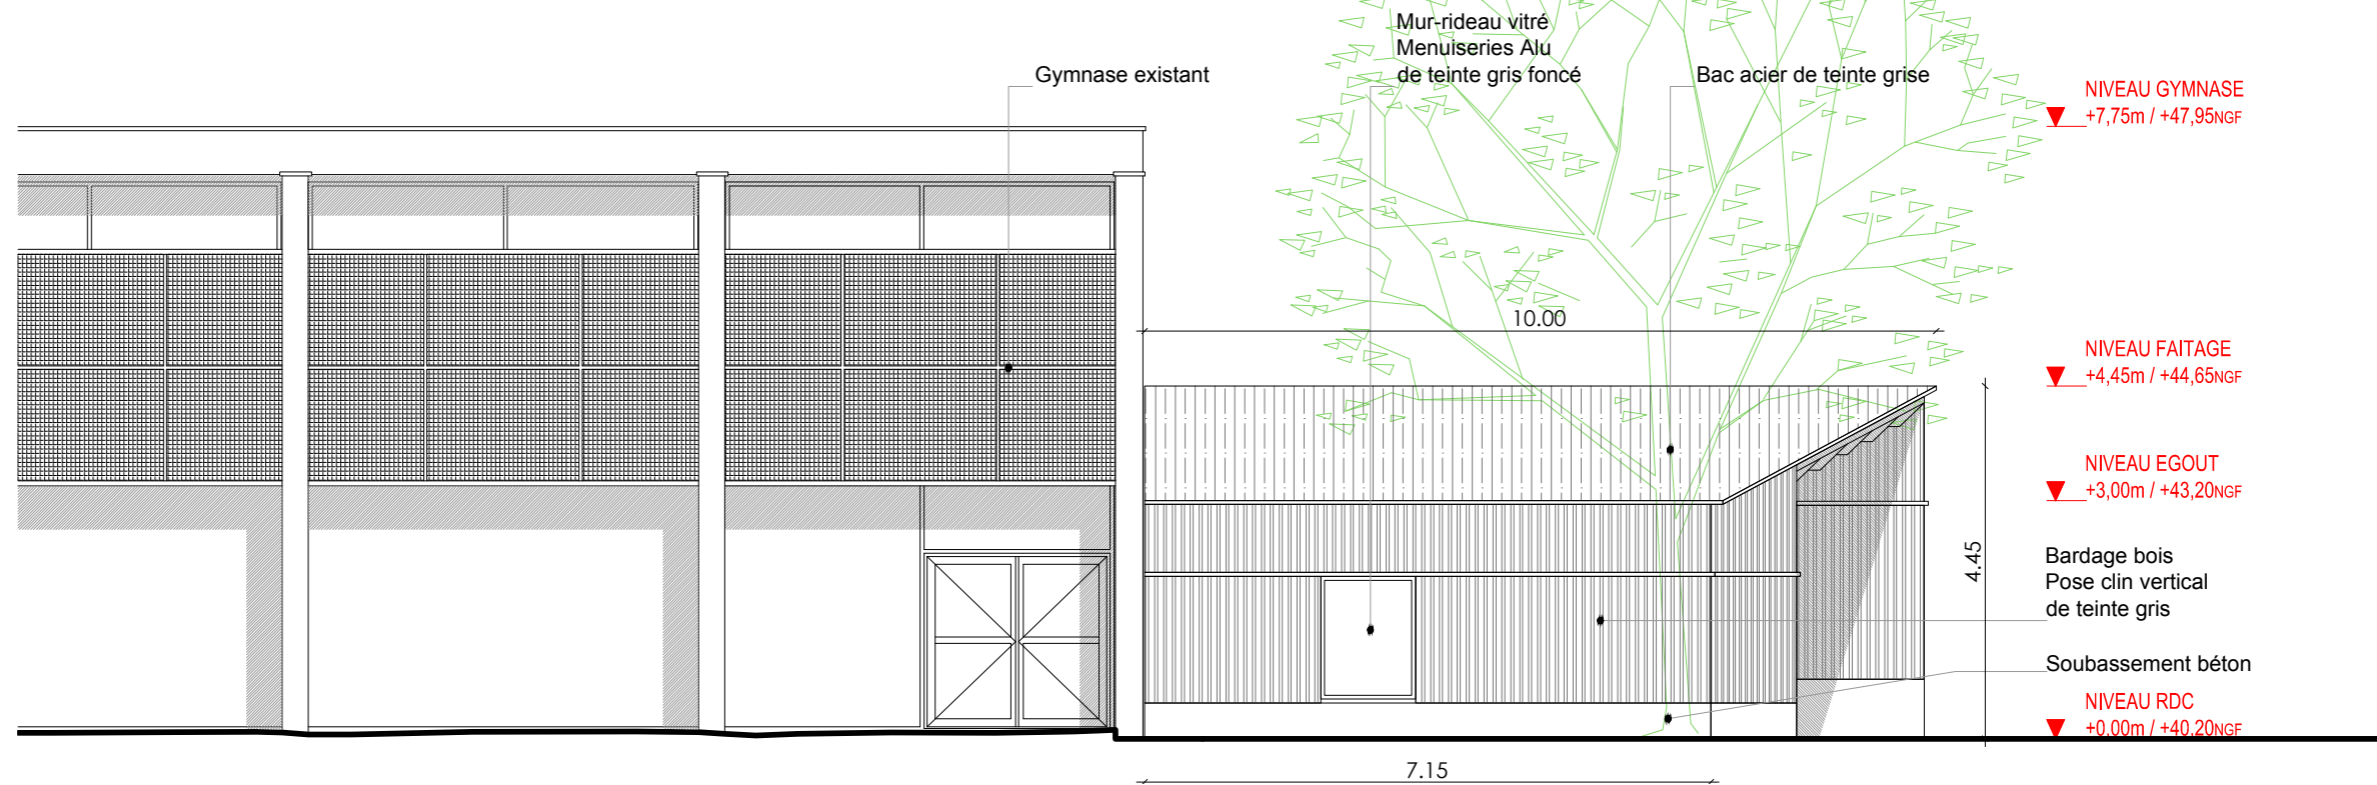 Mur-rideau vitré
Menuiseries Alu
de teinte gris foncé
Gymnase existant
Bac acier de teinte grise
NIVEAU GYMNASE
+7,75m / +47,95NGF
10.00
NIVEAU FAITAGE
+4,45m / +44,65NGF
NIVEAU EGOUT
+3,00m / +43,20NGF
4.45
Bardage bois
Pose clin vertical
de teinte gris
Soubassement béton
NIVEAU RDC
+0,00m / +40,20NGF
7.15